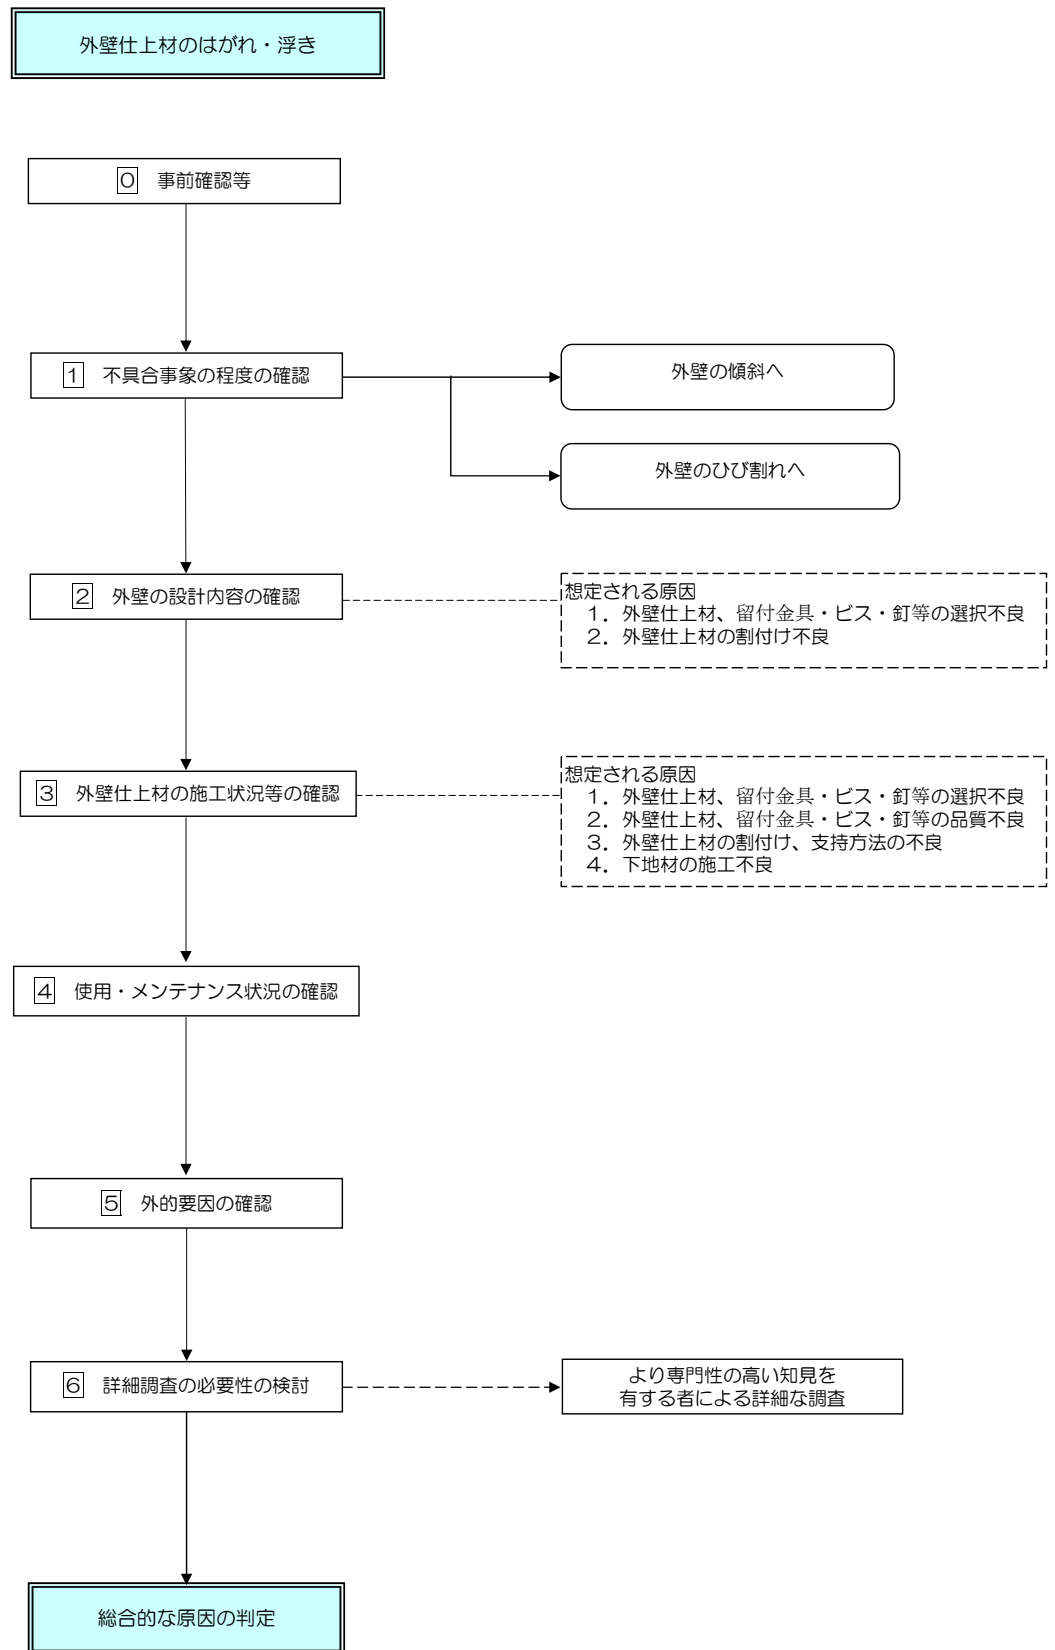 外壁仕上材のはがれ・浮き
0 事前確認等
1 不具合事象の程度の確認
外壁の傾斜へ
外壁のひび割れへ
2 外壁の設計内容の確認
想定される原因
1．外壁仕上材、留付金具・ビス・釘等の選択不良
2．外壁仕上材の割付け不良
3 外壁仕上材の施工状況等の確認
想定される原因
1．外壁仕上材、留付金具・ビス・釘等の選択不良
2．外壁仕上材、留付金具・ビス・釘等の品質不良
3．外壁仕上材の割付け、支持方法の不良
4．下地材の施工不良
4 使用・メンテナンス状況の確認
5 外的要因の確認
6 詳細調査の必要性の検討
より専門性の高い知見を
有する者による詳細な調査
総合的な原因の判定